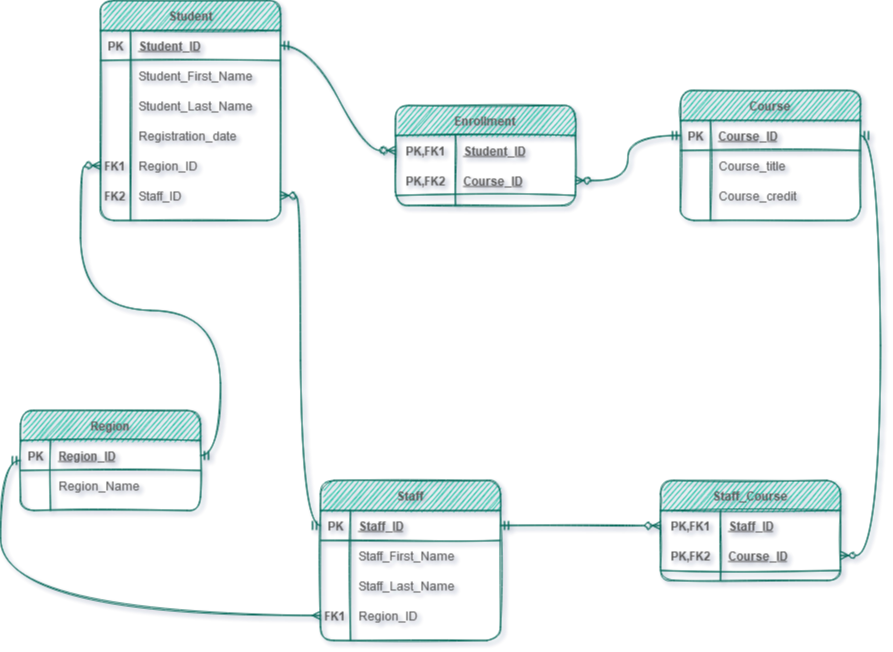 Student
PK Student_ID
Student_First_Name
Student_Last_Name
Registration_date
FK1 Region_ID
FK2 Staff_ID
Enrollment
PK,FK1 Student_ID
PK,FK2 Course_ID
Course
PK Course_ID
Course_title
Course_credit
Region
PK Region_ID
Region_Name
Staff
PK Staff_ID
Staff_First_Name
Staff_Last_Name
FK1 Region_ID
Staff_Course
PK,FK1 Staff_ID
PK,FK2 Course_ID